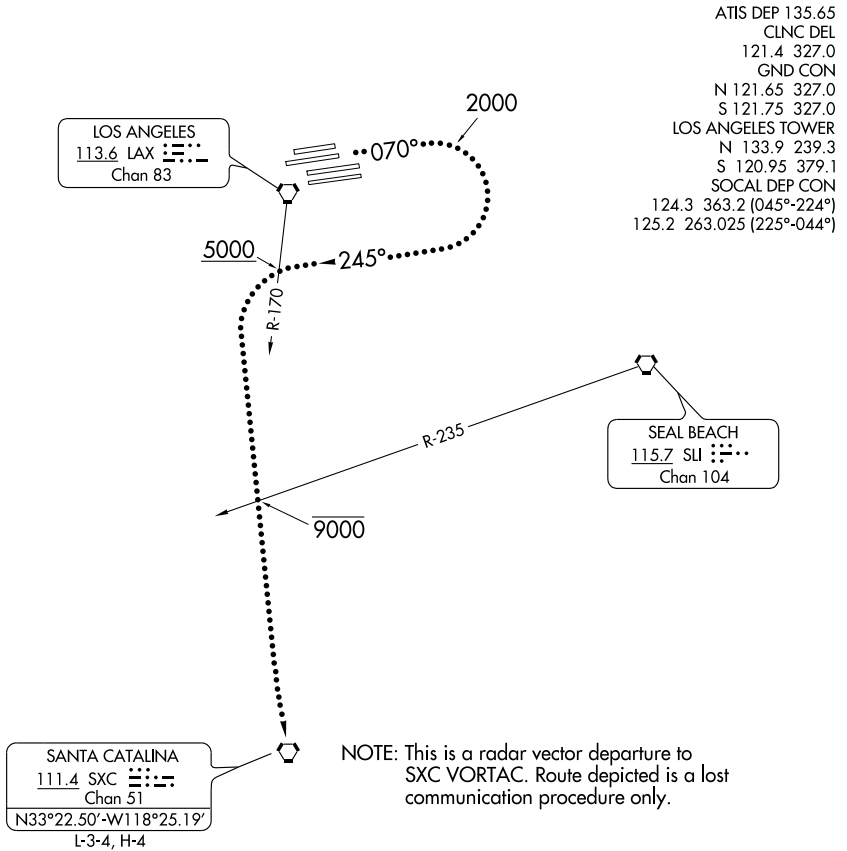 ATIS DEP 135.65
CLNC DEL
121.4 327.0
GND CON
N 121.65 327.0
S 121.75 327.0
LOS ANGELES TOWER
N 133.9 239.3
S 120.95 379.1
SOCAL DEP CON
124.3 363.2 (045°-224°)
125.2 263.025 (225°-044°)
2000
LOS ANGELES
113.6 LAX
Chan 83
070°
5000
245°
R-170
R-235
SEAL BEACH
115.7 SLI
Chan 104
9000
SANTA CATALINA
111.4 SXC
Chan 51
N33°22.50'-W118°25.19'
L-3-4, H-4
NOTE: This is a radar vector departure to
SXC VORTAC. Route depicted is a lost
communication procedure only.